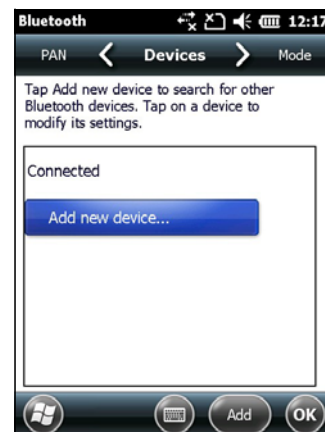 Bluetooth 12:17
PAN Devices Mode
Tap Add new device to search for other
Bluetooth devices. Tap on a device to
modify its settings.
Connected
Add new device...
Add OK